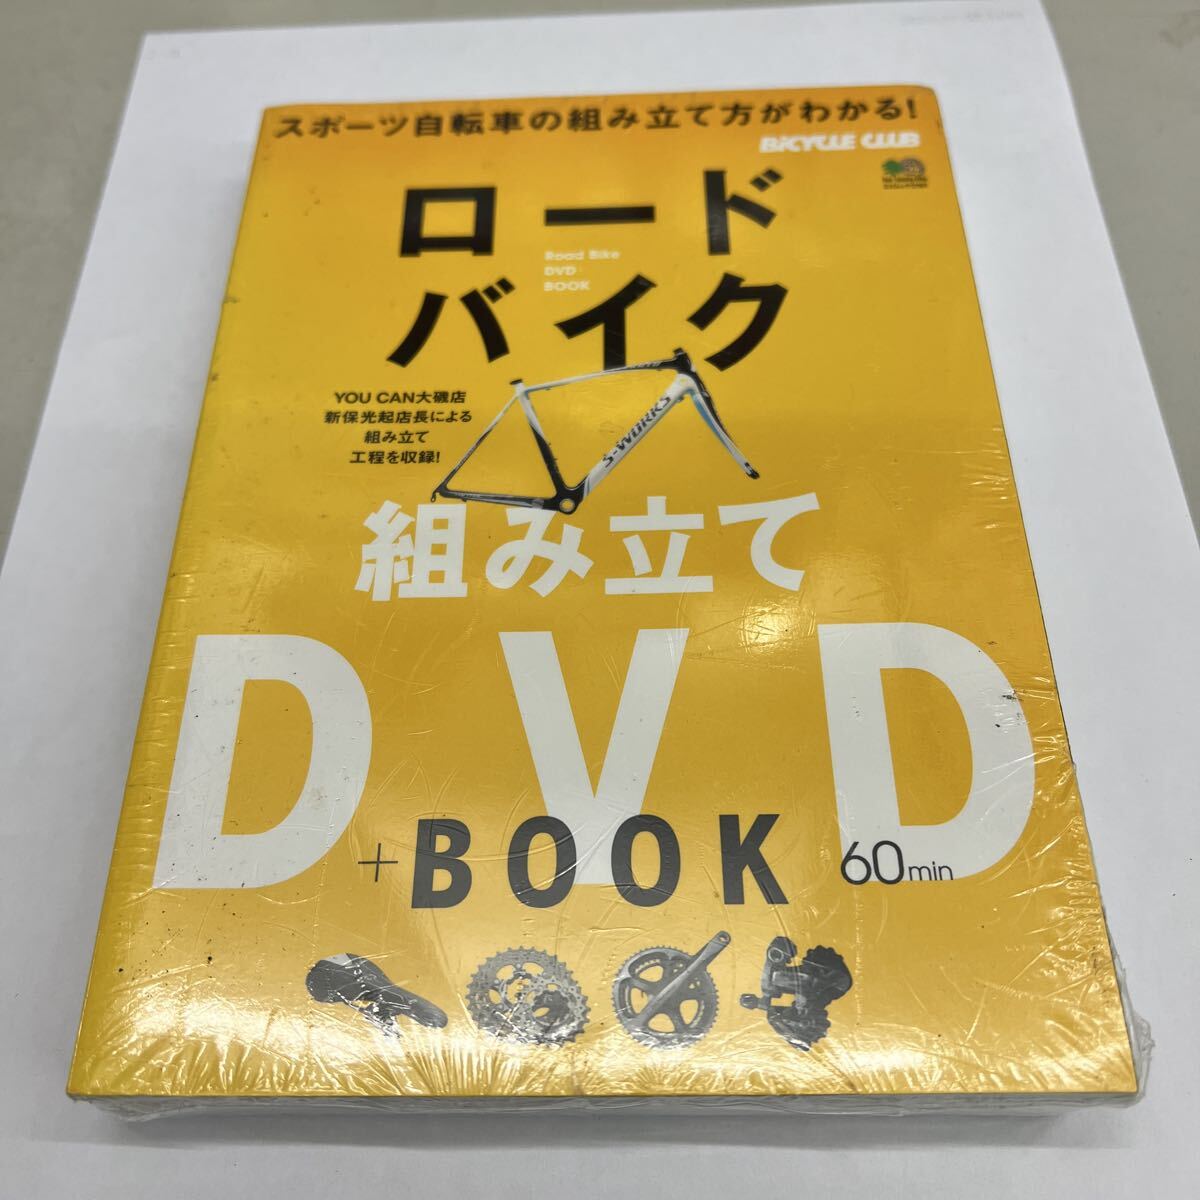 スポーツ自転車の組み立て方がわかる!
BiCYCLE CLUB
ロード
Road Bike
DVD
BOOK
バイク
YOU CAN大磯店
新保光起店長による
組み立て
工程を収録!
S-WORKS
組み立て
DVD
+BOOK
60min